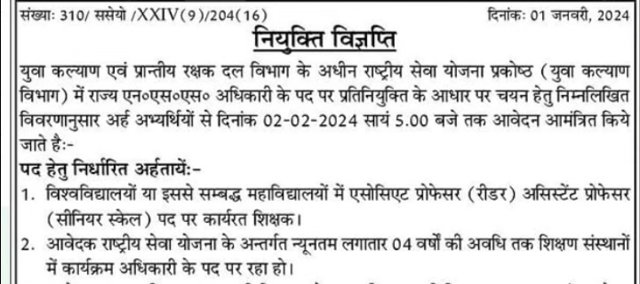 संख्याः 310/ ससेयो /XXIV(9)/204(16) दिनांकः 01 जनवरी, 2024
नियुक्ति विज्ञप्ति
युवा कल्याण एवं प्रान्तीय रक्षक दल विभाग के अधीन राष्ट्रीय सेवा योजना प्रकोष्ठ (युवा कल्याण
विभाग) में राज्य एन०एस०एस० अधिकारी के पद पर प्रतिनियुक्ति के आधार पर चयन हेतु निम्नलिखित
विवरणानुसार अर्ह अभ्यर्थियों से दिनांक 02-02-2024 सायं 5.00 बजे तक आवेदन आमंत्रित किये
जाते हैः-
पद हेतु निर्धारित अर्हतायेंः-
1. विश्वविद्यालयों या इससे सम्बद्ध महाविद्यालयों में एसोसिएट प्रोफेसर (रीडर) असिस्टेंट प्रोफेसर
(सीनियर स्केल) पद पर कार्यरत शिक्षक।
2. आवेदक राष्ट्रीय सेवा योजना के अन्तर्गत न्यूनतम लगातार 04 वर्षों की अवधि तक शिक्षण संस्थानों
में कार्यक्रम अधिकारी के पद पर रहा हो।